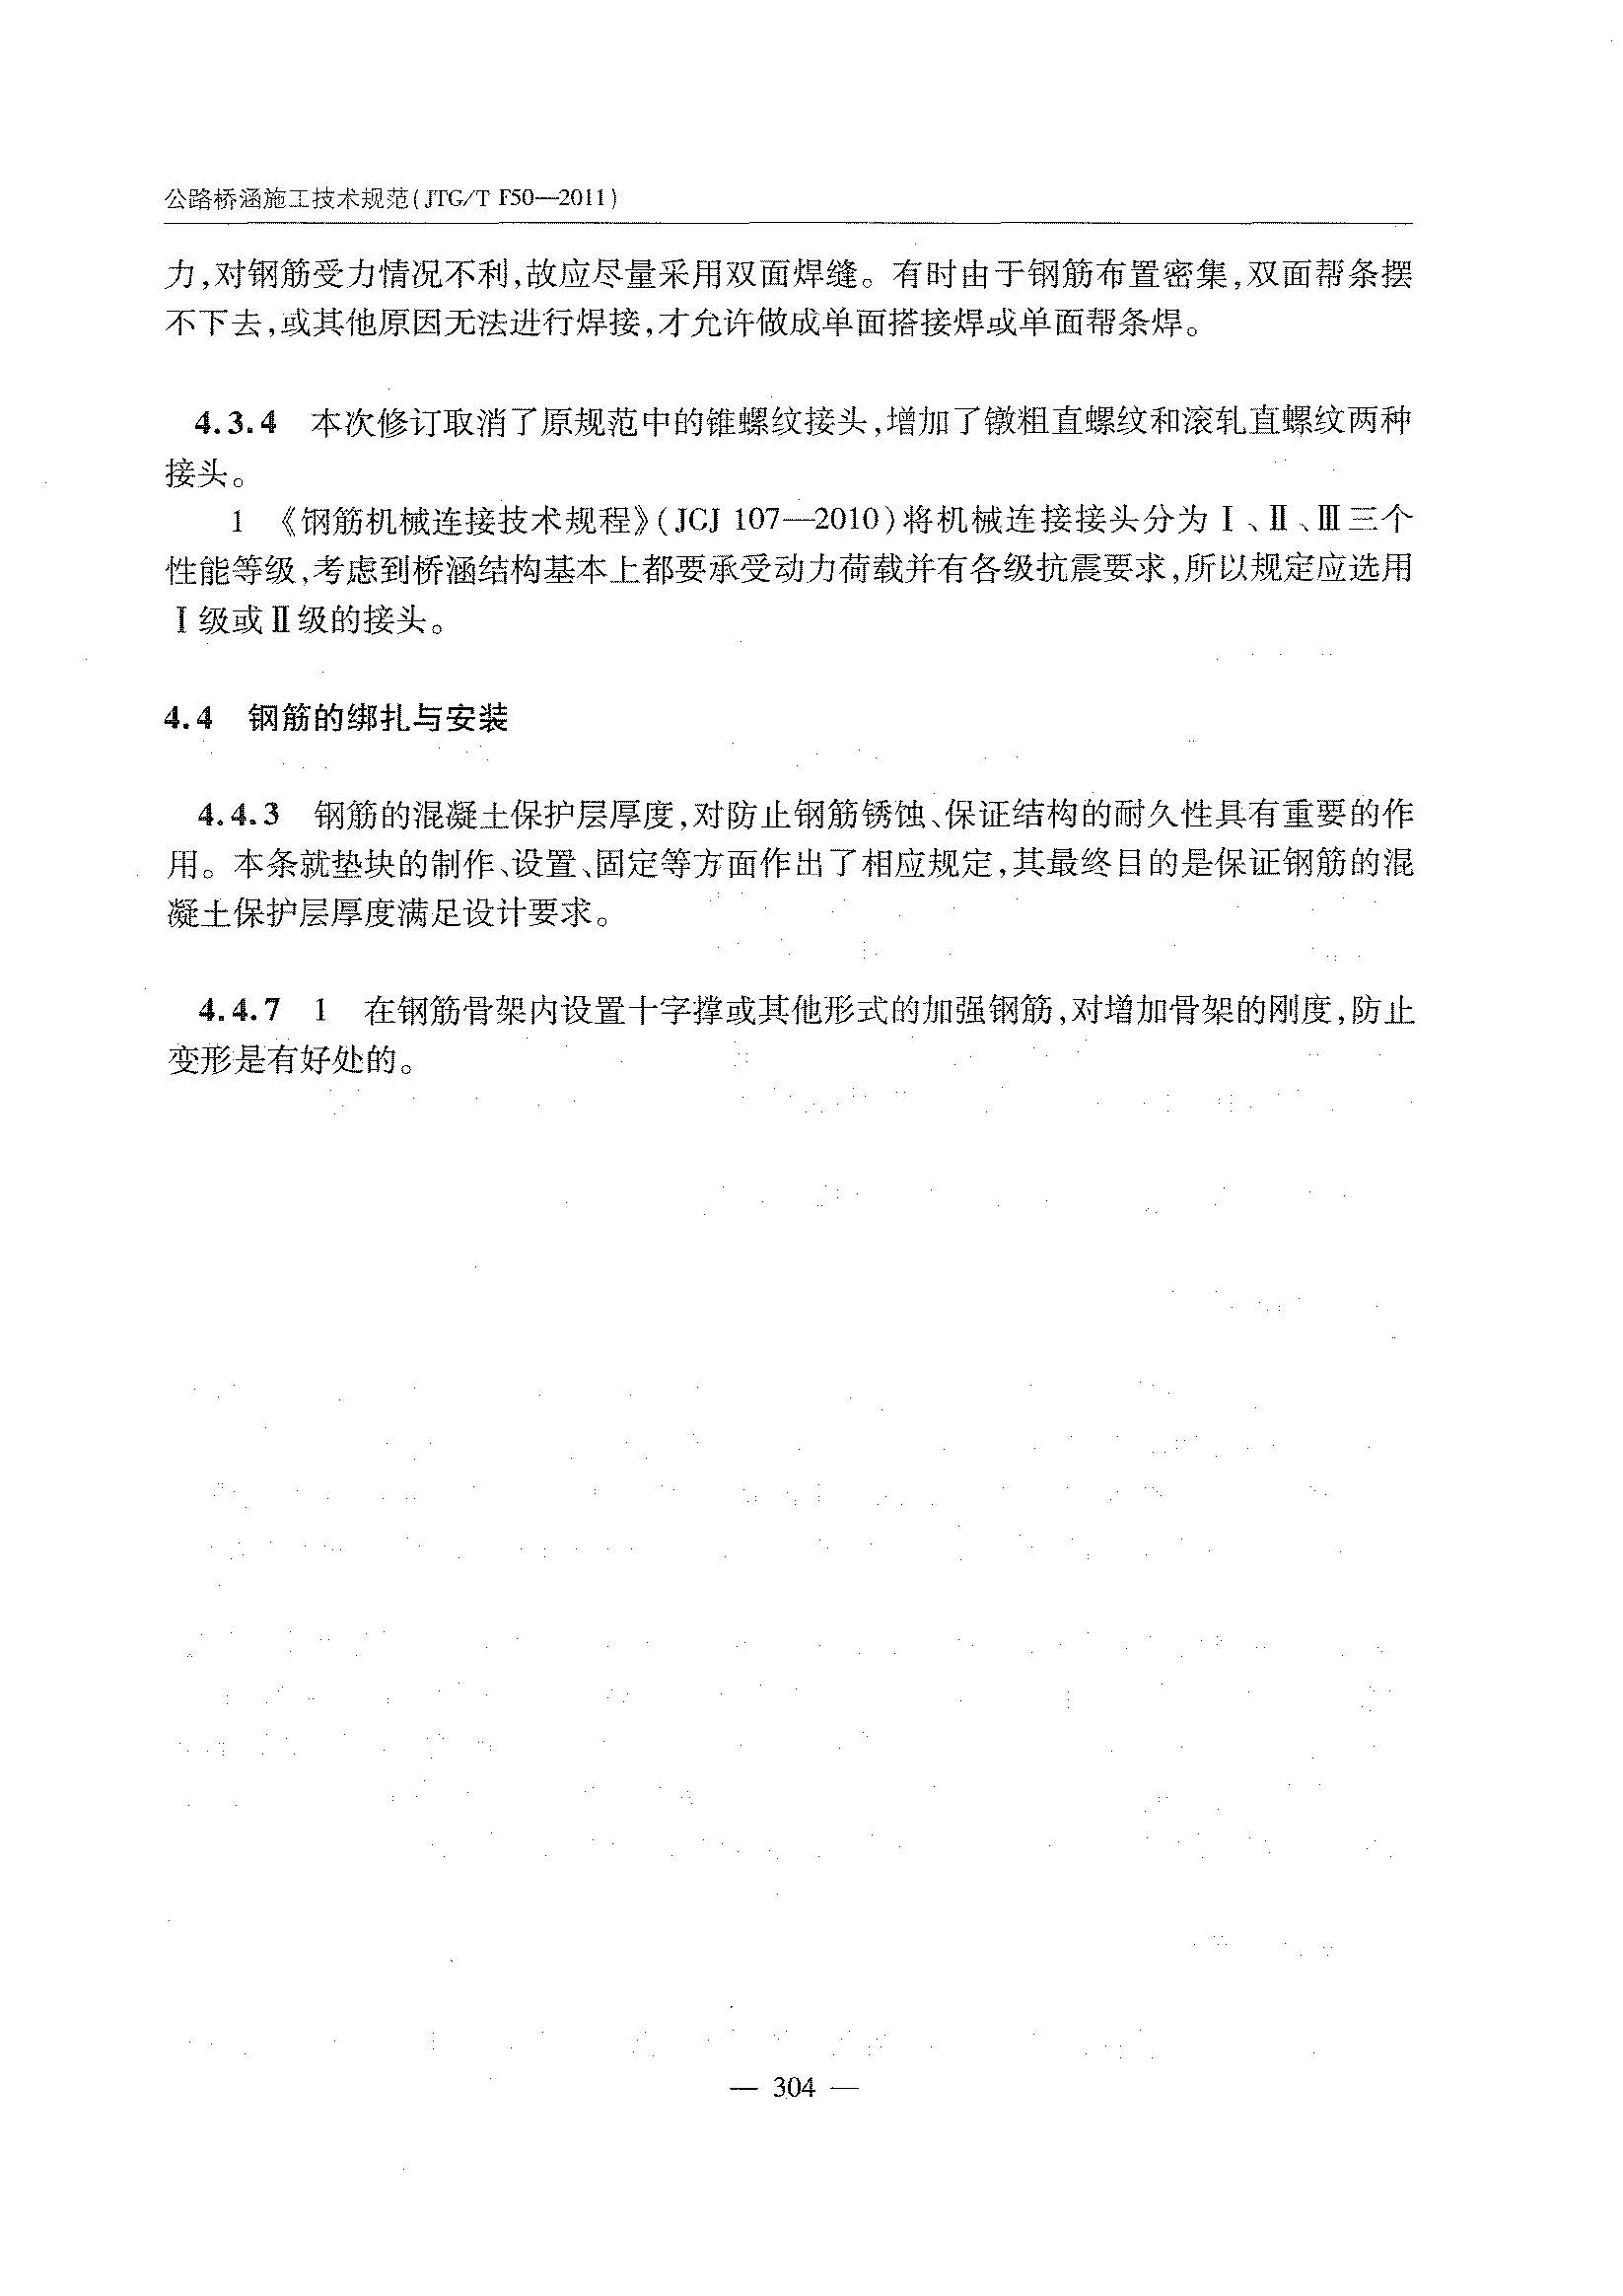 公路桥涵施工技术规范(JTG/T F50—2011)
力,对钢筋受力情况不利,故应尽量采用双面焊缝。有时由于钢筋布置密集,双面帮条摆
不下去,或其他原因无法进行焊接,才允许做成单面搭接焊或单面帮条焊。
4.3.4 本次修订取消了原规范中的锥螺纹接头,增加了镦粗直螺纹和滚轧直螺纹两种
接头。
1 《钢筋机械连接技术规程》(JCJ 107—2010)将机械连接接头分为Ⅰ、Ⅱ、Ⅲ三个
性能等级,考虑到桥涵结构基本上都要承受动力荷载并有各级抗震要求,所以规定应选用
Ⅰ级或Ⅱ级的接头。
4.4 钢筋的绑扎与安装
4.4.3 钢筋的混凝土保护层厚度,对防止钢筋锈蚀、保证结构的耐久性具有重要的作
用。本条就垫块的制作、设置、固定等方面作出了相应规定,其最终目的是保证钢筋的混
凝土保护层厚度满足设计要求。
4.4.7 1 在钢筋骨架内设置十字撑或其他形式的加强钢筋,对增加骨架的刚度,防止
变形是有好处的。
— 304 —